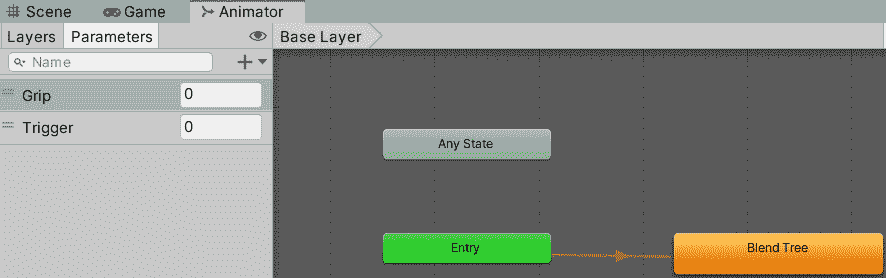 Scene Game Animator
Layers Parameters Base Layer
Name
Grip 0
Trigger 0
Any State
Entry Blend Tree